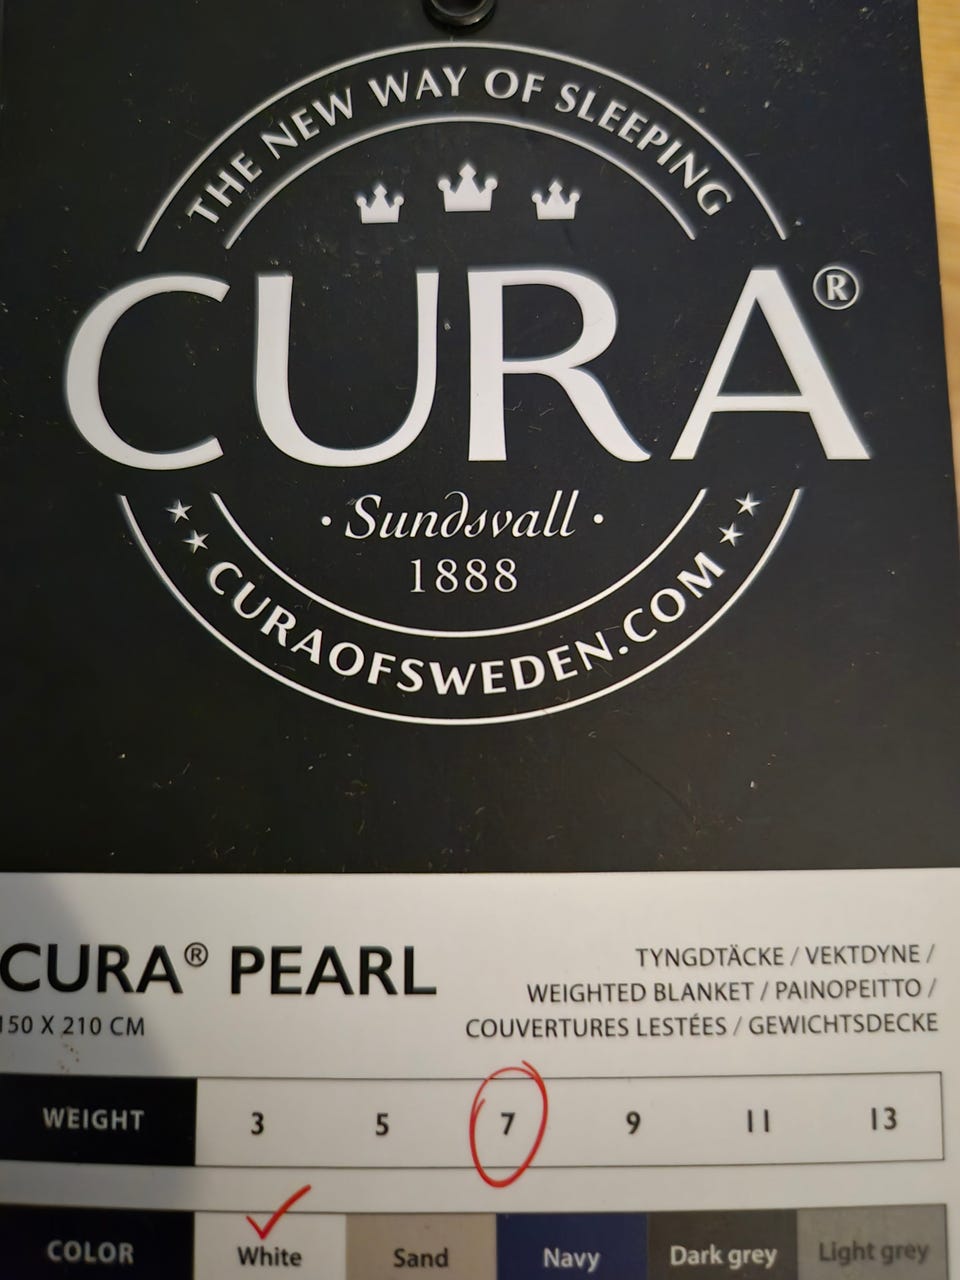 THE NEW WAY OF SLEEPING
CURA®
· Sundsvall ·
1888
CURAOFSWEDEN.COM
CURA® PEARL
150 X 210 CM
TYNGDTÄCKE / VEKTDYNE /
WEIGHTED BLANKET / PAINOPEITTO /
COUVERTURES LESTÉES / GEWICHTSDECKE
WEIGHT 3 5 7 9 11 13
COLOR White Sand Navy Dark grey Light grey